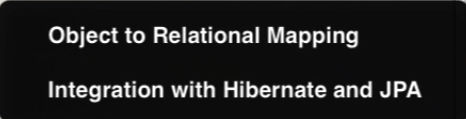 Object to Relational Mapping
Integration with Hibernate and JPA